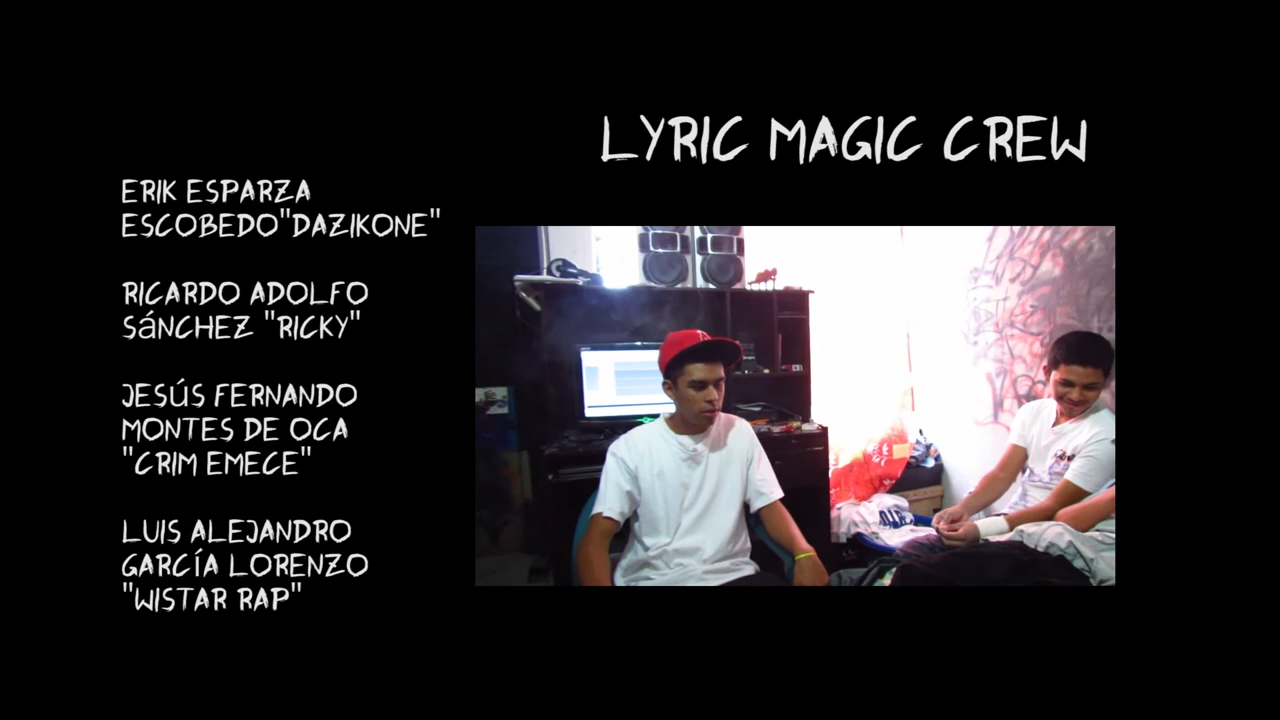 LYRIC MAGIC CREW
ERIK ESPARZA
ESCOBEDO"DAZIKONE"
RICARDO ADOLFO
SÁNCHEZ "RICKY"
JESÚS FERNANDO
MONTES DE OCA
"CRIM EMECE"
LUIS ALEJANDRO
GARCÍA LORENZO
"WISTAR RAP"